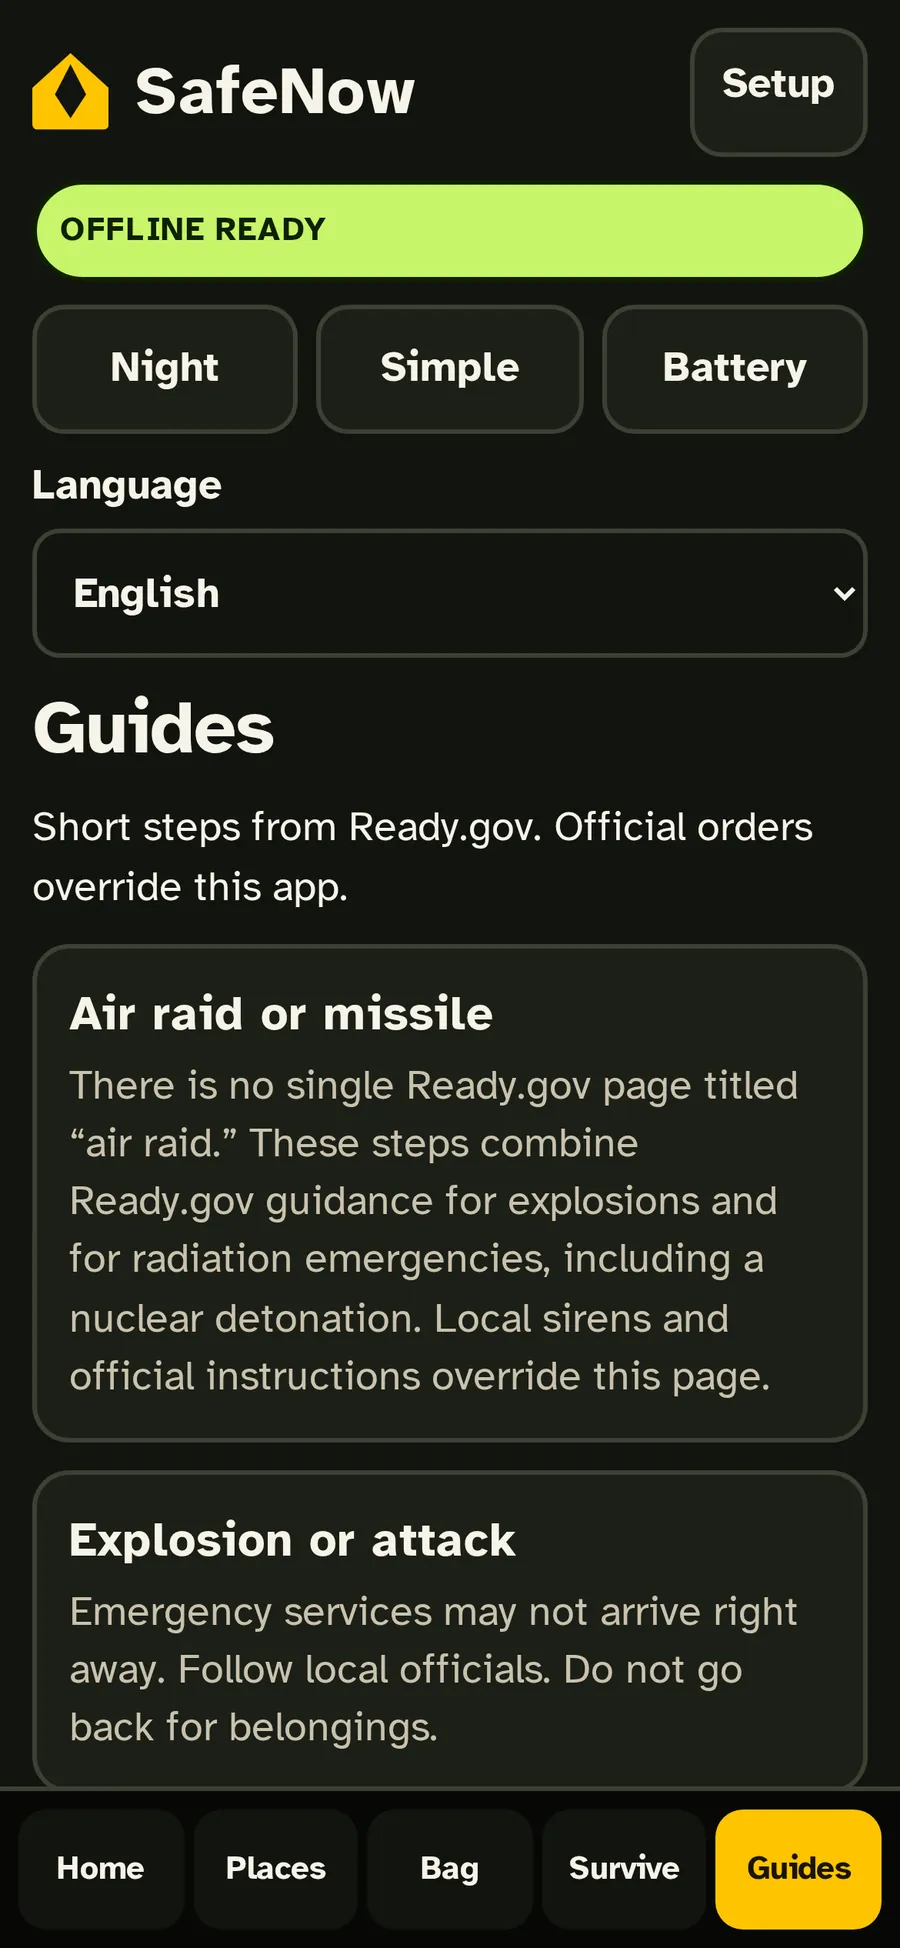 SafeNow
Setup
OFFLINE READY
Night
Simple
Battery
Language
English
Guides
Short steps from Ready.gov. Official orders
override this app.
Air raid or missile
There is no single Ready.gov page titled
“air raid.” These steps combine
Ready.gov guidance for explosions and
for radiation emergencies, including a
nuclear detonation. Local sirens and
official instructions override this page.
Explosion or attack
Emergency services may not arrive right
away. Follow local officials. Do not go
back for belongings.
Home
Places
Bag
Survive
Guides